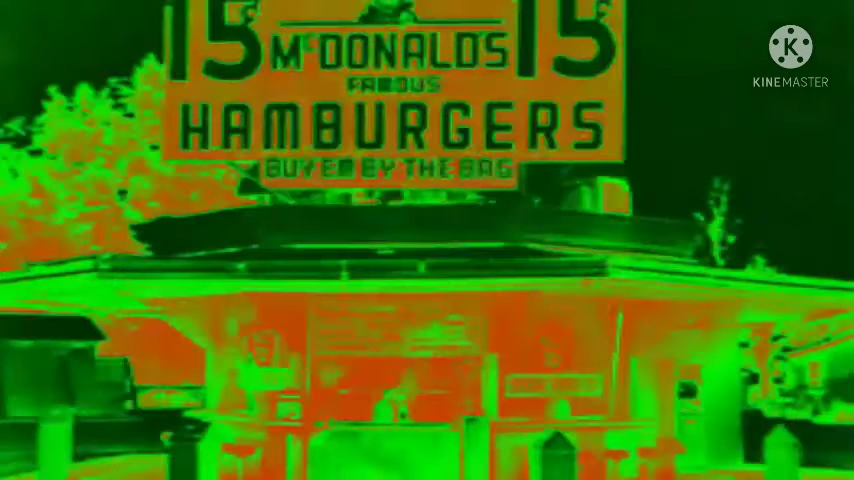 15¢ McDONALD'S 15¢
FAMOUS
HAMBURGERS
BUY'EM BY THE BAG
K
KINEMASTER